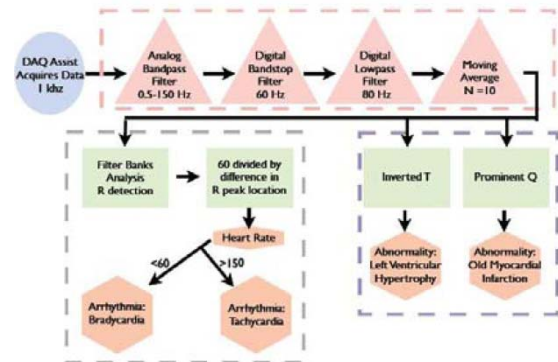 DAQ Assist
Acquires Data
1 khz
Analog
Bandpass
Filter
0.5-150 Hz
Digital
Bandstop
Filter
60 Hz
Digital
Lowpass
Filter
80 Hz
Moving
Average
N =10
Filter Banks
Analysis
R detection
60 divided by
difference in
R peak location
Heart Rate
<60
>150
Arrhythmia:
Bradycardia
Arrhythmia:
Tachycardia
Inverted T
Prominent Q
Abnormality:
Left Ventricular
Hypertrophy
Abnormality:
Old Myocardial
Infarction